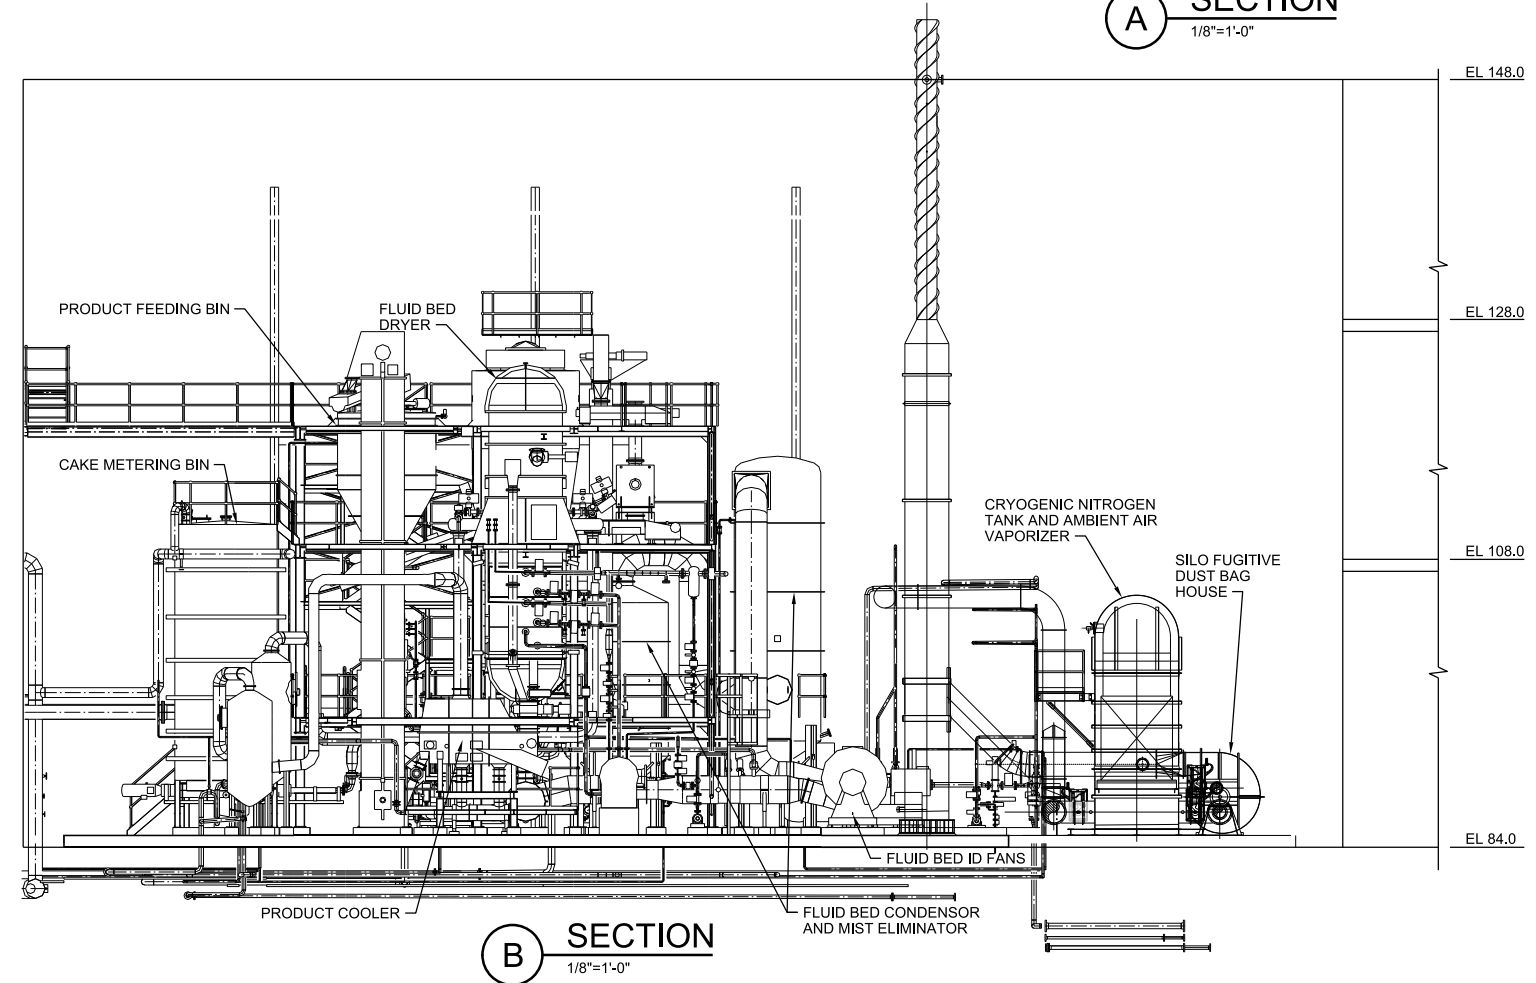 A
SECTION
1/8"=1'-0"
EL 148.0
EL 128.0
PRODUCT FEEDING BIN
FLUID BED
DRYER
CAKE METERING BIN
CRYOGENIC NITROGEN
TANK AND AMBIENT AIR
VAPORIZER
EL 108.0
SILO FUGITIVE
DUST BAG
HOUSE
EL 84.0
FLUID BED ID FANS
PRODUCT COOLER
FLUID BED CONDENSOR
AND MIST ELIMINATOR
B
SECTION
1/8"=1'-0"